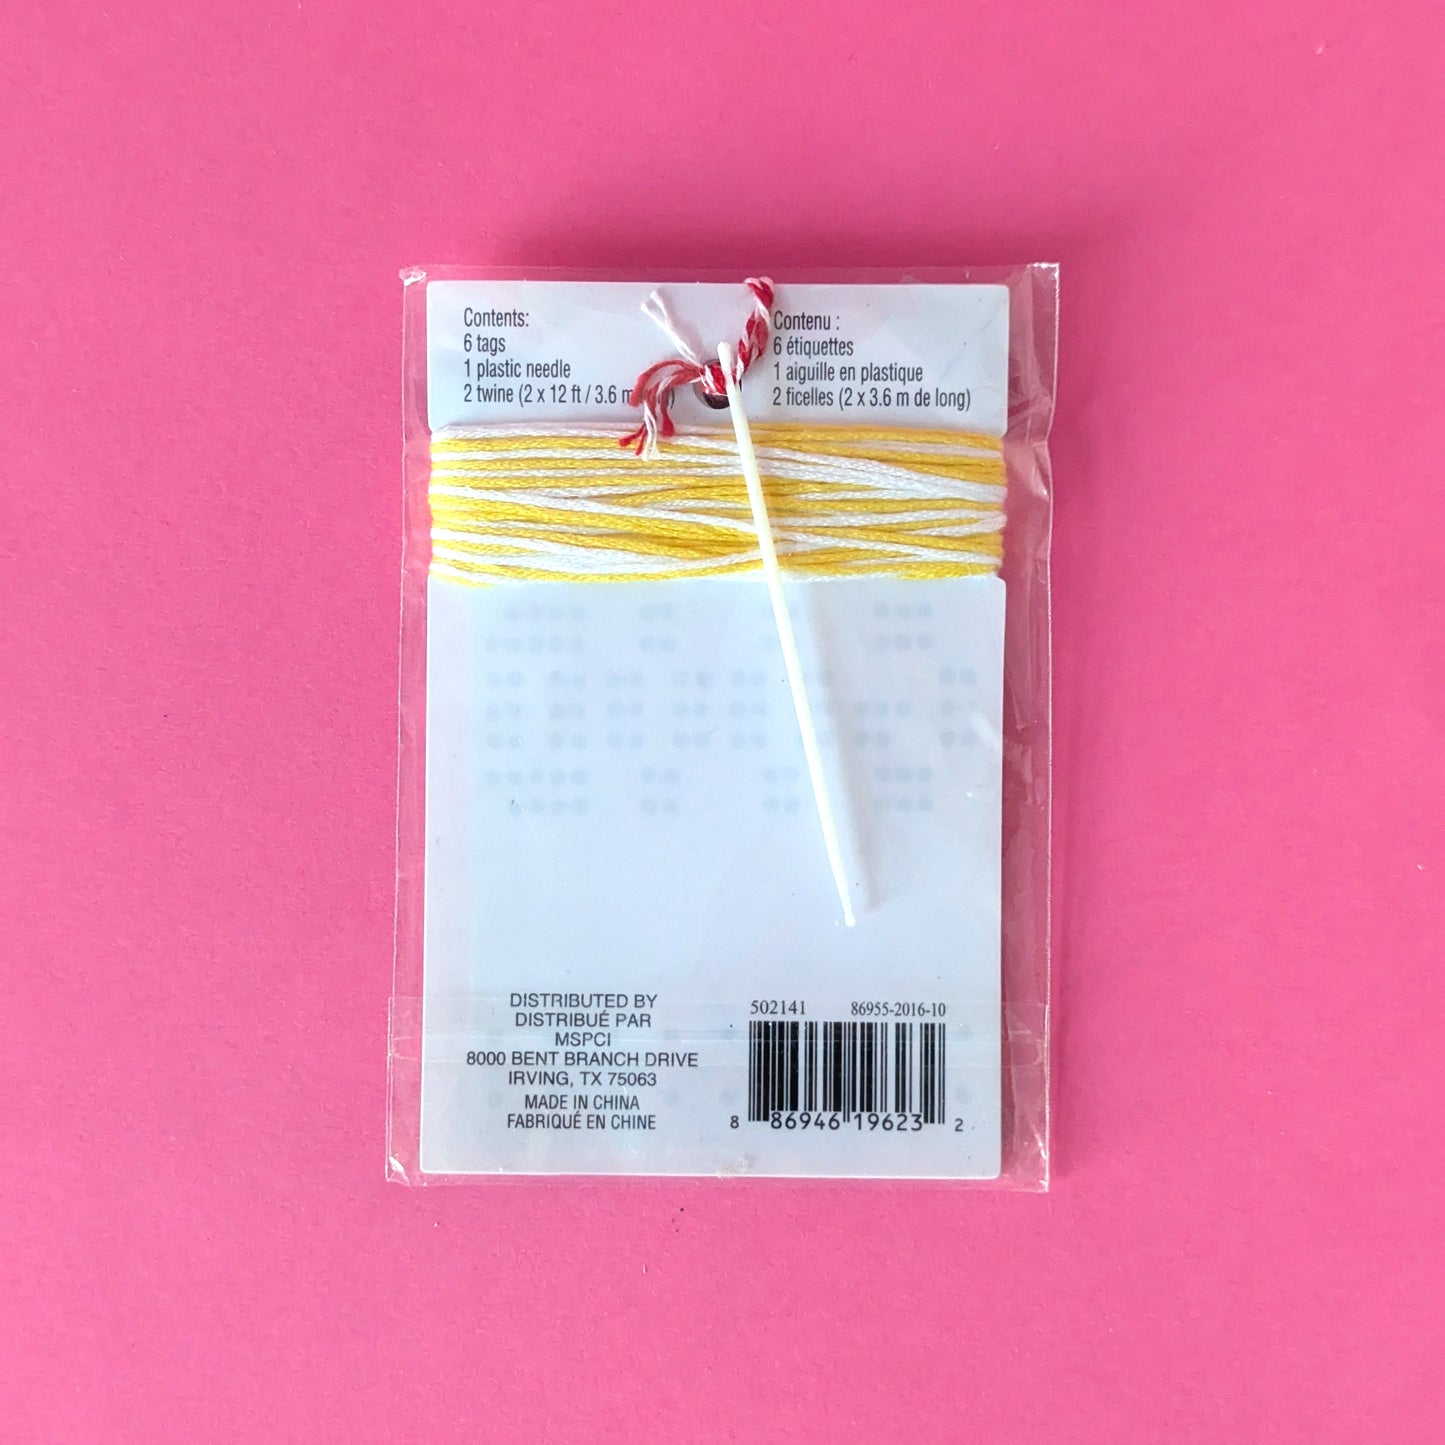 Contents:
6 tags
1 plastic needle
2 twine (2 x 12 ft / 3.6 m
Contenu :
6 étiquettes
1 aiguille en plastique
2 ficelles (2 x 3.6 m de long)
DISTRIBUTED BY
DISTRIBUÉ PAR
MSPCI
8000 BENT BRANCH DRIVE
IRVING, TX 75063
MADE IN CHINA
FABRIQUÉ EN CHINE
502141 86955-2016-10
8 86946 19623 2